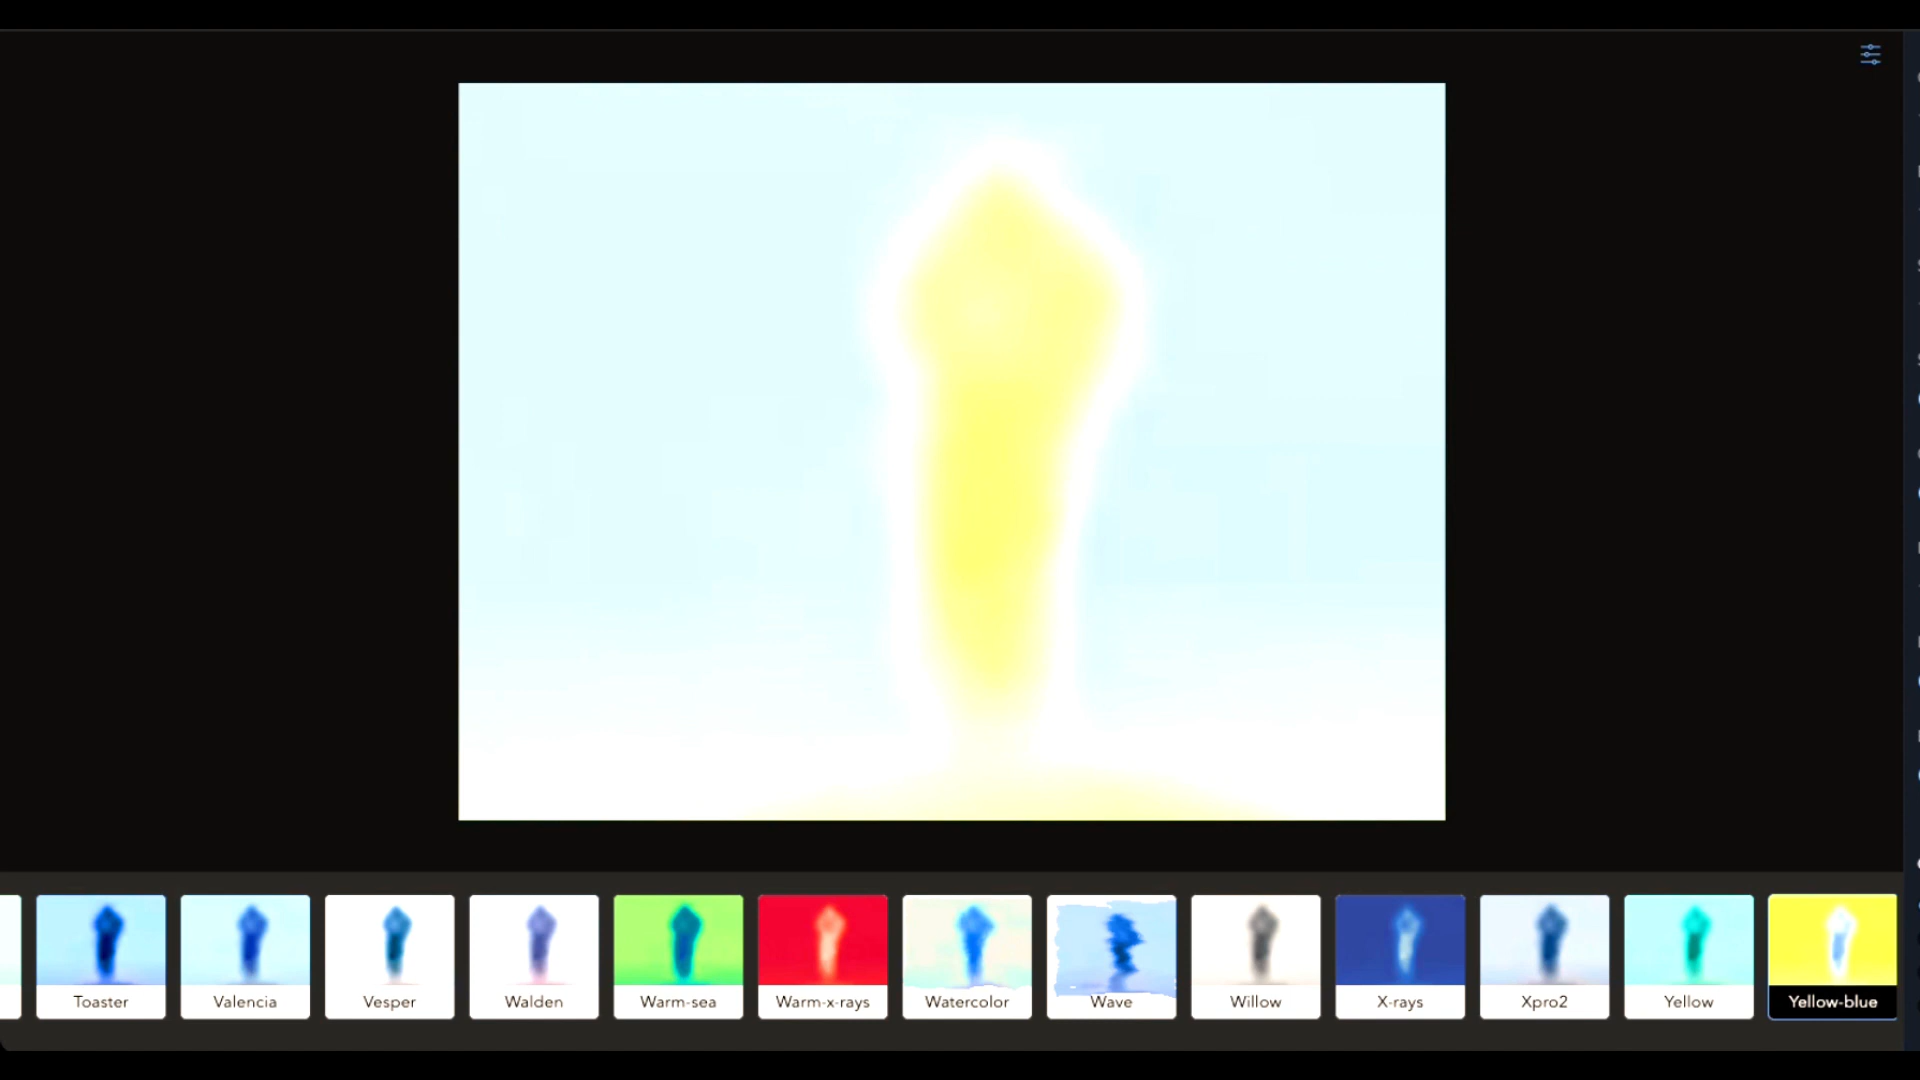 Toaster
Valencia
Vesper
Walden
Warm-sea
Warm-x-rays
Watercolor
Wave
Willow
X-rays
Xpro2
Yellow
Yellow-blue